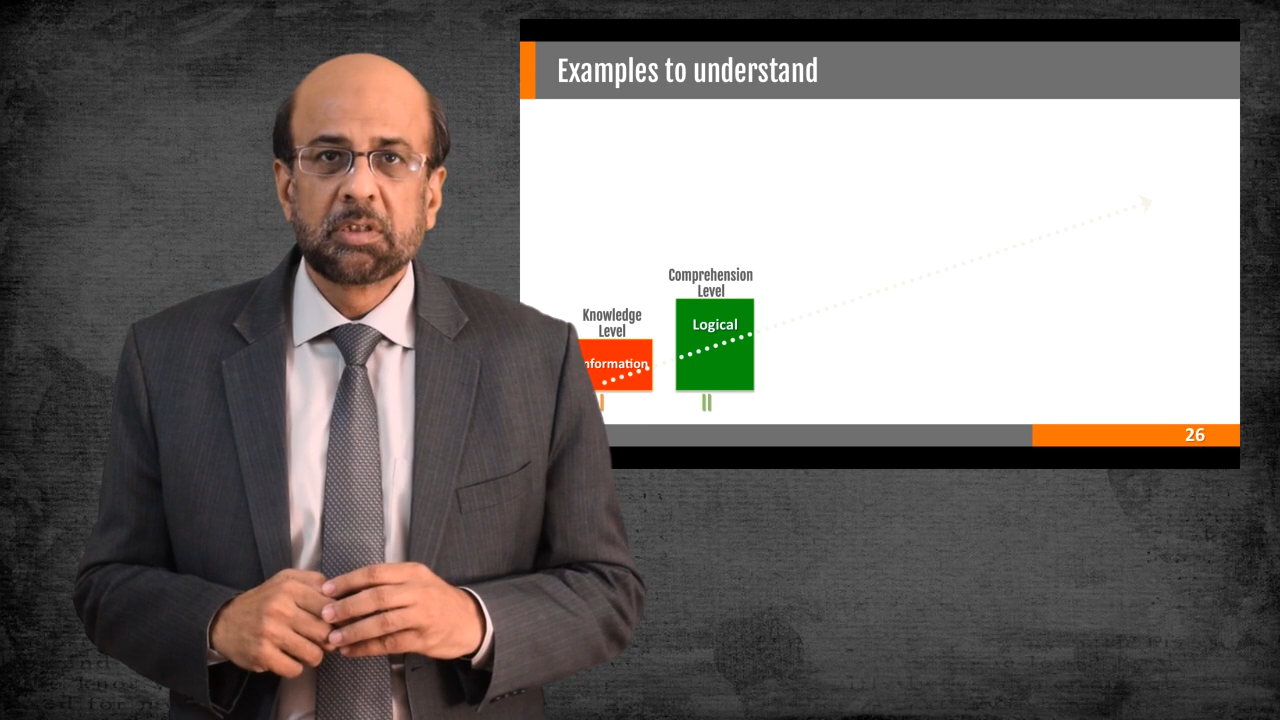 Examples to understand
Comprehension
Level
Knowledge
Level
Logical
nformation
I
II
26